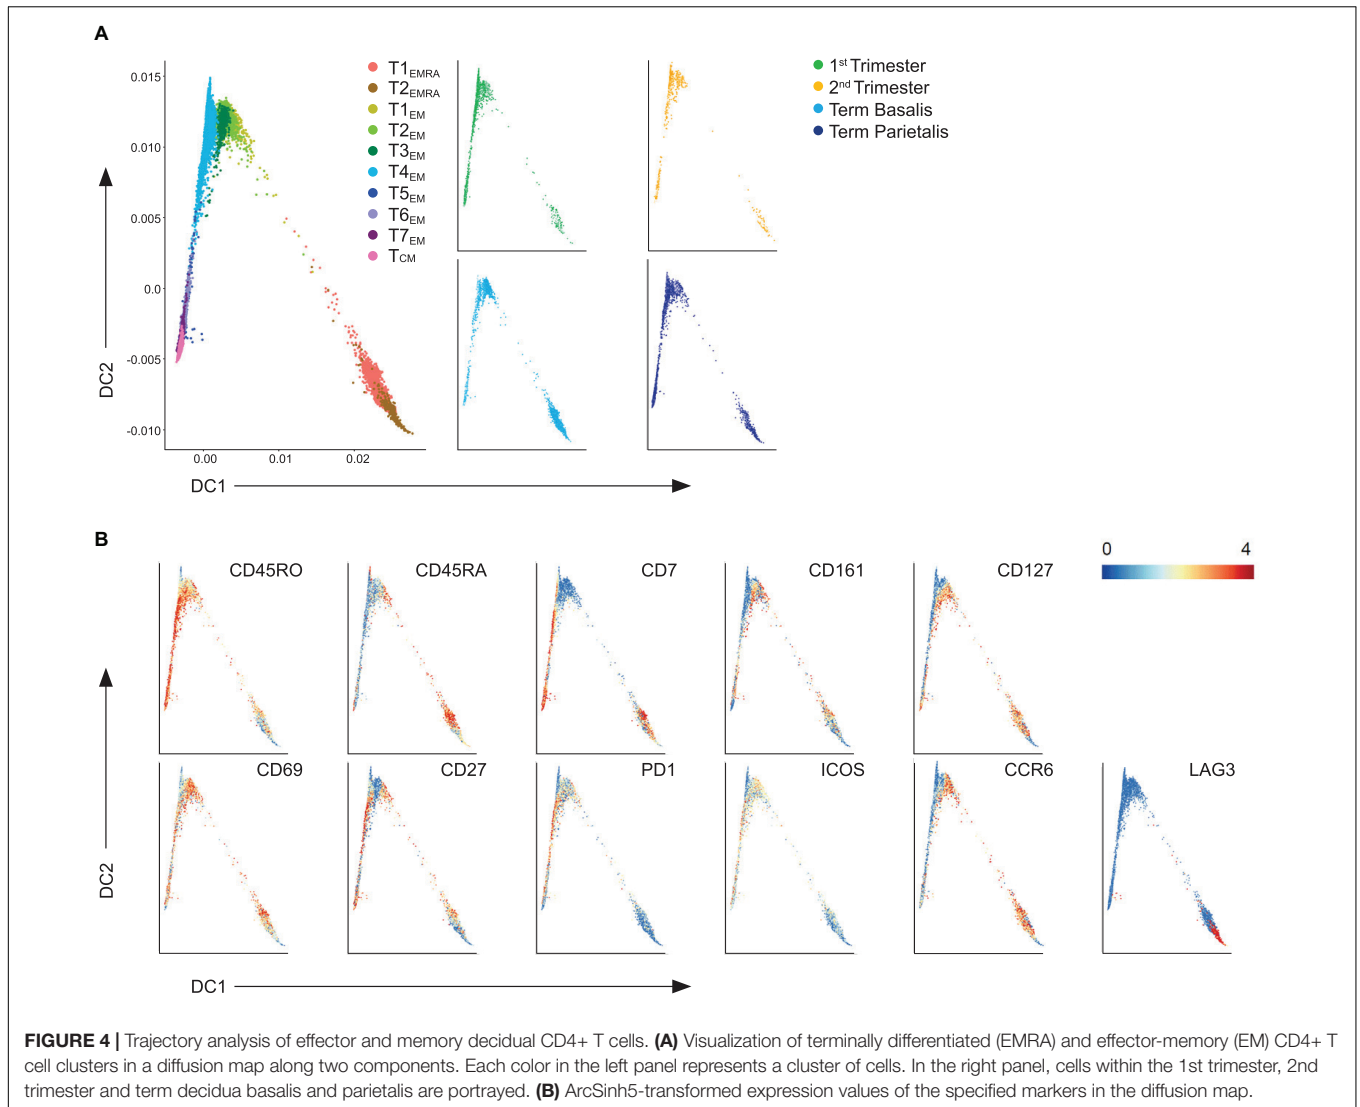 A
0.015
0.010
0.005
0.0
-0.005
-0.010
0.00 0.01 0.02
DC2
DC1
T1EMRA
T2EMRA
T1EM
T2EM
T3EM
T4EM
T5EM
T6EM
T7EM
TCM
1st Trimester
2nd Trimester
Term Basalis
Term Parietalis
B
0 4
CD45RO CD45RA CD7 CD161 CD127
CD69 CD27 PD1 ICOS CCR6 LAG3
DC2
DC1
FIGURE 4 | Trajectory analysis of effector and memory decidual CD4+ T cells. (A) Visualization of terminally differentiated (EMRA) and effector-memory (EM) CD4+ T
cell clusters in a diffusion map along two components. Each color in the left panel represents a cluster of cells. In the right panel, cells within the 1st trimester, 2nd
trimester and term decidua basalis and parietalis are portrayed. (B) ArcSinh5-transformed expression values of the specified markers in the diffusion map.